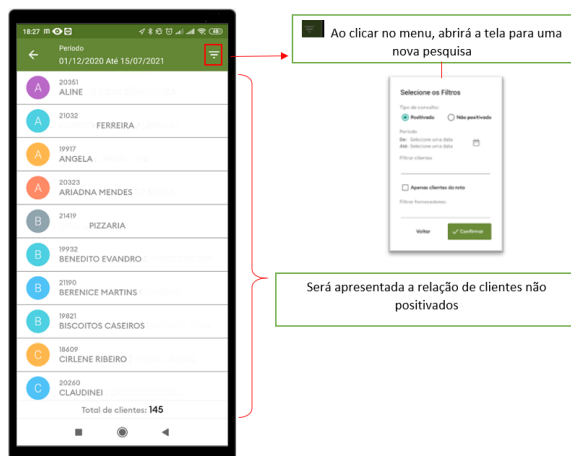 18:27 m
48
Período
01/12/2020 Até 15/07/2021
A 20351
ALINE
A 21032
FERREIRA
A 19917
ANGELA
A 20323
ARIADNA MENDES
B 21419
PIZZARIA
B 19932
BENEDITO EVANDRO
B 21190
BERENICE MARTINS
B 19821
BISCOITOS CASEIROS
C 18609
CIRLENE RIBEIRO
C 20260
CLAUDINEI
Total de clientes: 145
Ao clicar no menu, abrirá a tela para uma
nova pesquisa
Selecione os Filtros
Tipo de consulta:
Positivado Não positivado
Período
De: Selecione uma data
Até: Selecione uma data
Filtrar clientes
Apenas clientes da rota
Filtrar fornecedores
Voltar Confirmar
Será apresentada a relação de clientes não
positivados